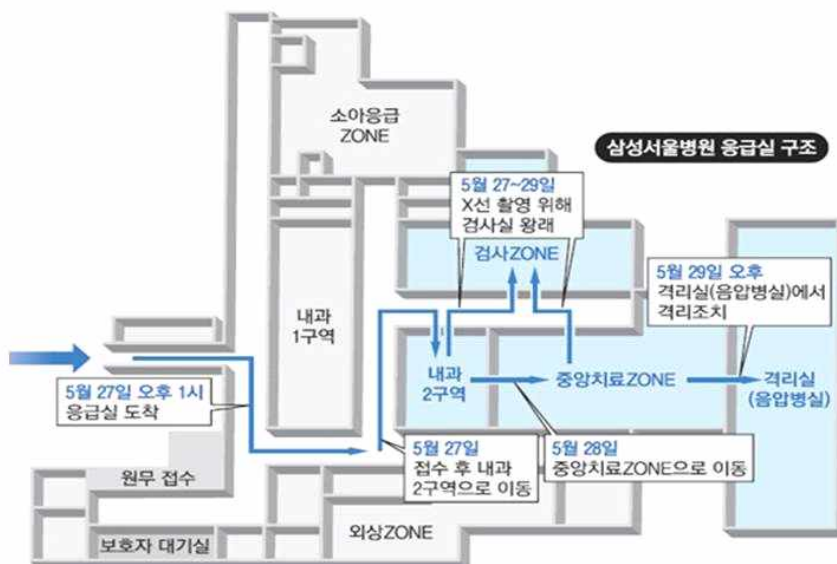 삼성서울병원 응급실 구조
소아응급
ZONE
5월 27~29일
X선 촬영 위해
검사실 왕래
검사ZONE
5월 29일 오후
격리실(음압병실)에서
격리조치
내과
1구역
내과
2구역
중앙치료ZONE
격리실
(음압병실)
5월 27일 오후 1시
응급실 도착
5월 27일
접수 후 내과
2구역으로 이동
5월 28일
중앙치료ZONE으로 이동
원무 접수
외상ZONE
보호자 대기실